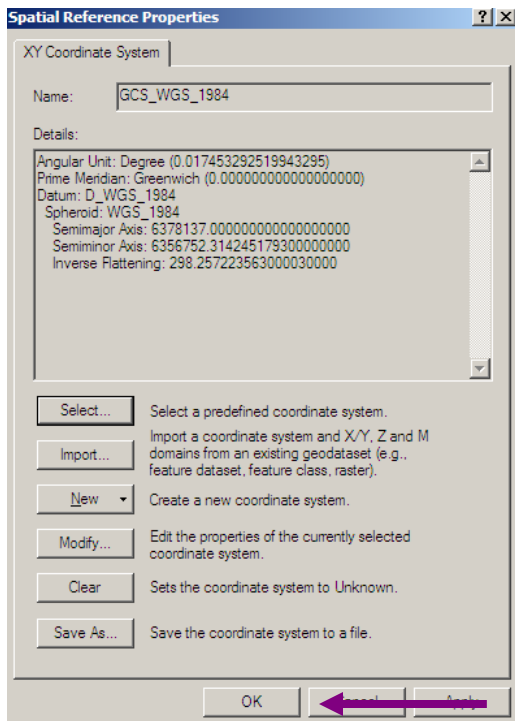 Spatial Reference Properties
XY Coordinate System
Name: GCS_WGS_1984
Details:
Angular Unit: Degree (0.017453292519943295)
Prime Meridian: Greenwich (0.000000000000000000)
Datum: D_WGS_1984
Spheroid: WGS_1984
Semimajor Axis: 6378137.000000000000000000
Semiminor Axis: 6356752.314245179300000000
Inverse Flattening: 298.257223563000030000
Select... Select a predefined coordinate system.
Import... Import a coordinate system and X/Y, Z and M
domains from an existing geodataset (e.g.,
feature dataset, feature class, raster).
New Create a new coordinate system.
Modify... Edit the properties of the currently selected
coordinate system.
Clear Sets the coordinate system to Unknown.
Save As... Save the coordinate system to a file.
OK Cancel Apply